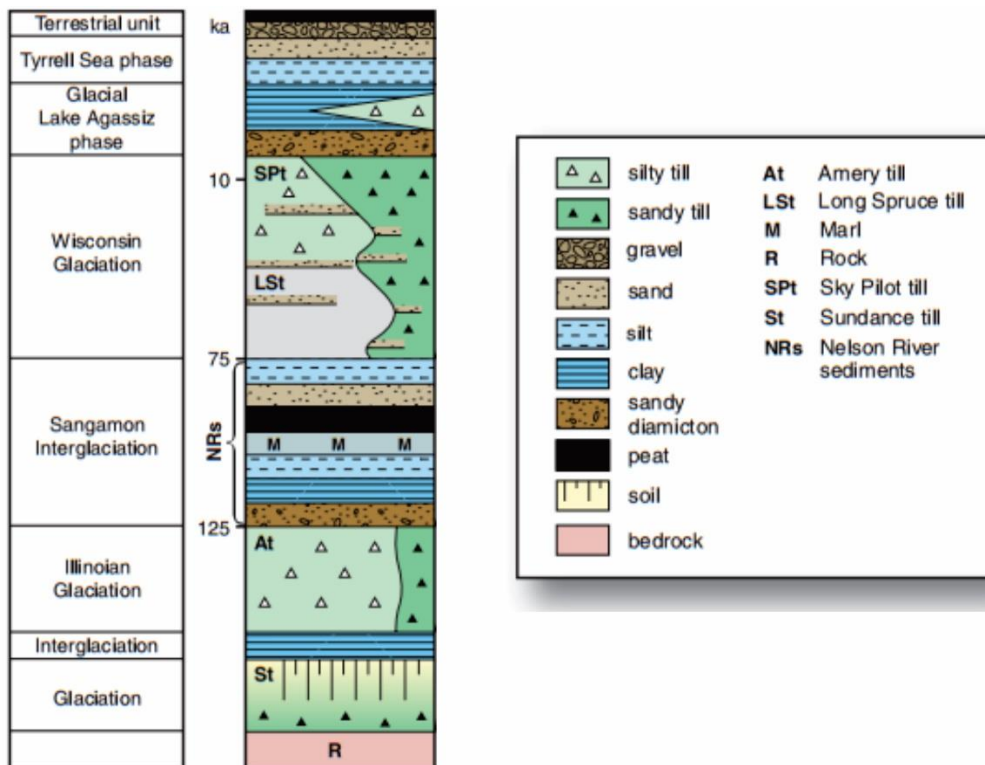 Terrestrial unit
Tyrrell Sea phase
Glacial
Lake Agassiz
phase
Wisconsin
Glaciation
Sangamon
Interglaciation
Illinoian
Glaciation
Interglaciation
Glaciation
ka
10
75
125
NRs
SPt
LSt
M M M
At
St
R
silty till
sandy till
gravel
sand
silt
clay
sandy
diamicton
peat
soil
bedrock
At Amery till
LSt Long Spruce till
M Marl
R Rock
SPt Sky Pilot till
St Sundance till
NRs Nelson River
sediments